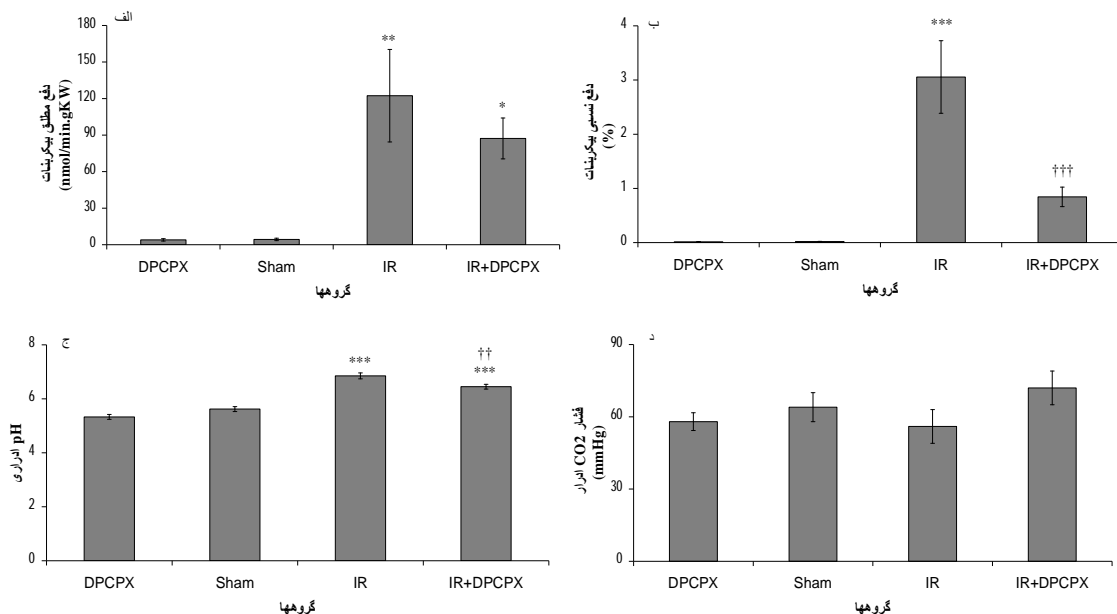 الف
دفع مطلق بیکربنات
(nmol/min.gKW)
180
150
120
90
60
30
0
**
*
DPCPX Sham IR IR+DPCPX
گروهها
ب
دفع نسبی بیکربنات
(%)
4
3
2
1
0
***
†††
DPCPX Sham IR IR+DPCPX
گروهها
ج
pH ادراری
8
6
4
2
0
***
††
***
DPCPX Sham IR IR+DPCPX
گروهها
د
فشار CO2 ادرار
(mmHg)
90
60
30
0
DPCPX Sham IR IR+DPCPX
گروهها